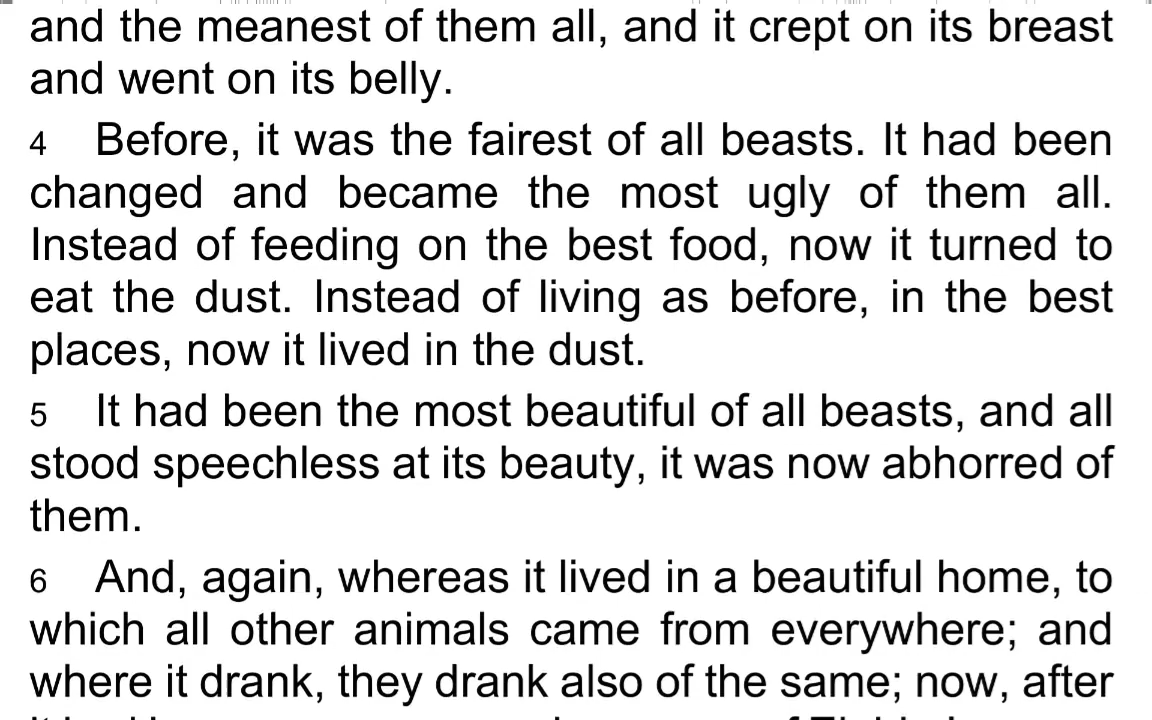 and the meanest of them all, and it crept on its breast
and went on its belly.
4 Before, it was the fairest of all beasts. It had been
changed and became the most ugly of them all.
Instead of feeding on the best food, now it turned to
eat the dust. Instead of living as before, in the best
places, now it lived in the dust.
5 It had been the most beautiful of all beasts, and all
stood speechless at its beauty, it was now abhorred of
them.
6 And, again, whereas it lived in a beautiful home, to
which all other animals came from everywhere; and
where it drank, they drank also of the same; now, after